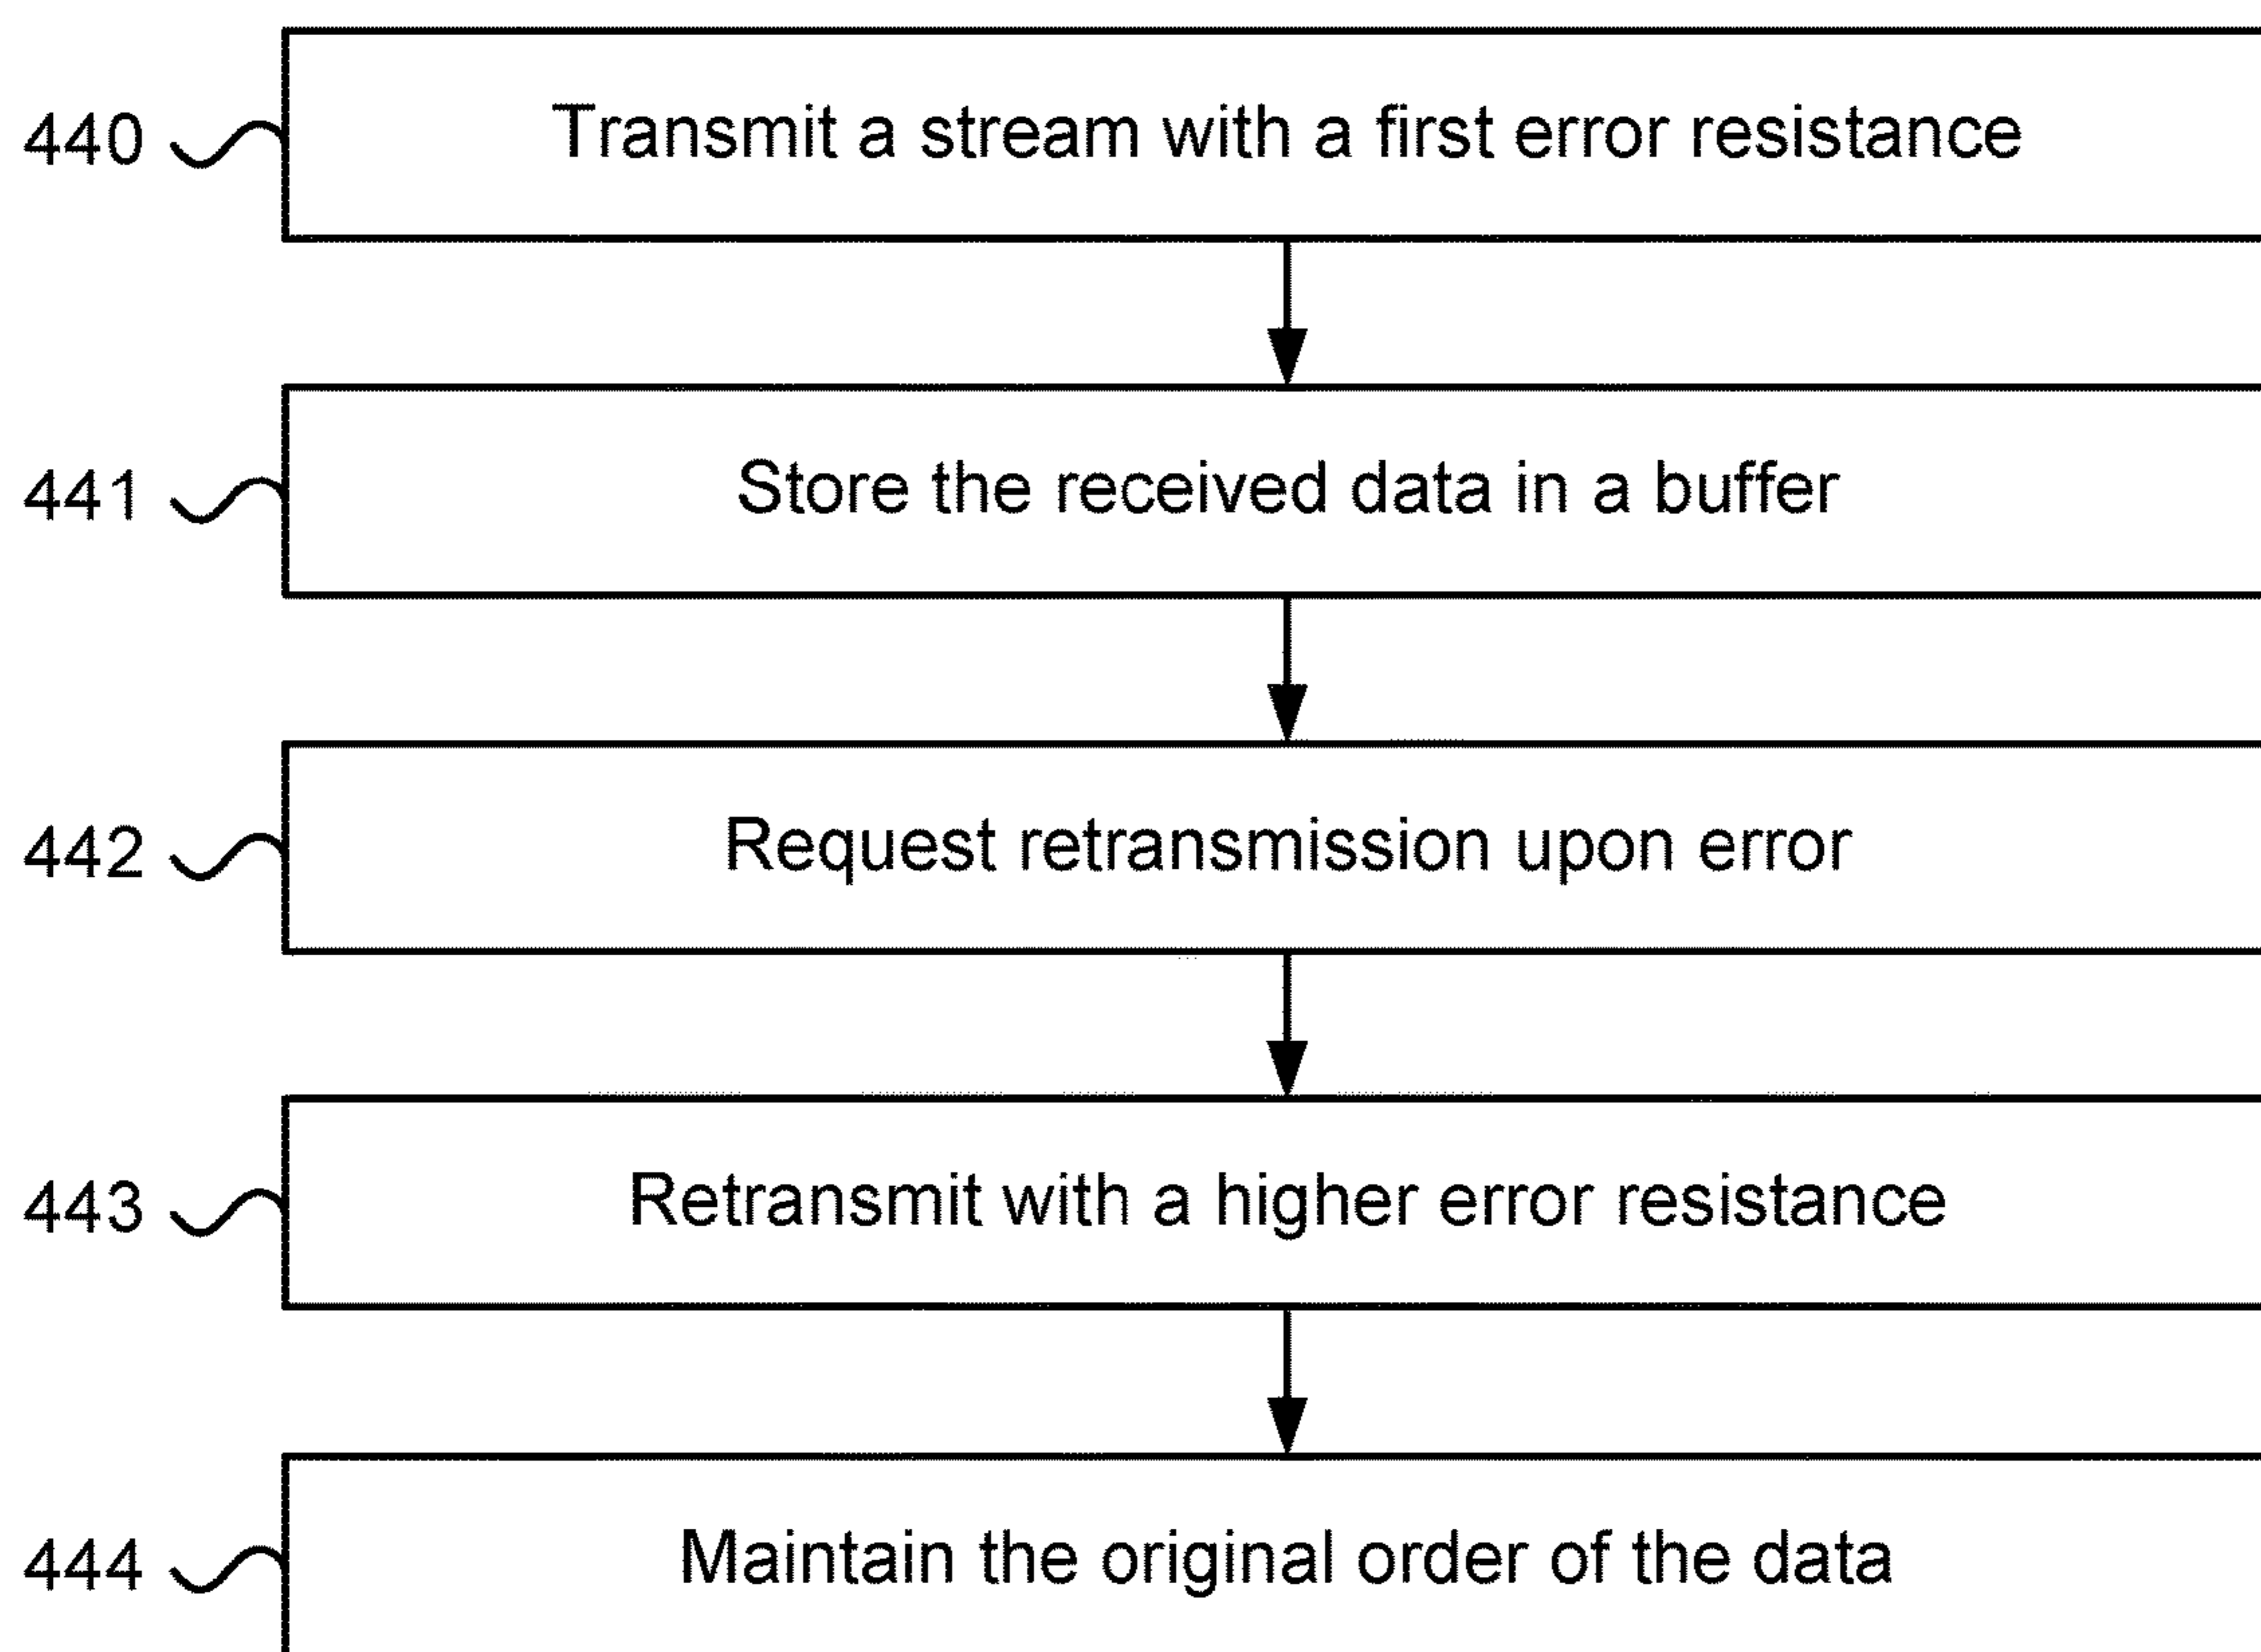 440 Transmit a stream with a first error resistance
441 Store the received data in a buffer
442 Request retransmission upon error
443 Retransmit with a higher error resistance
444 Maintain the original order of the data